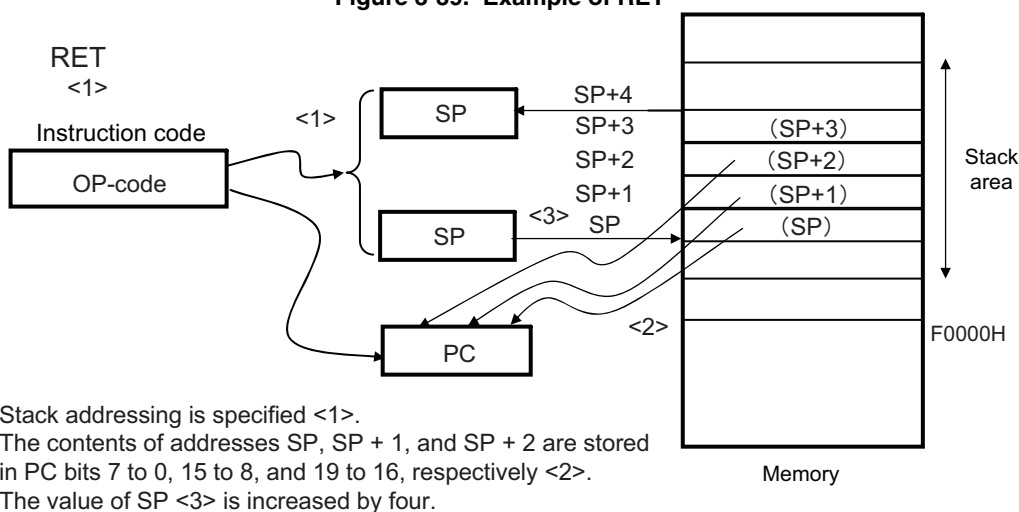 Figure 3-39. Example of RET
RET
<1>
Instruction code
OP-code
<1>
SP
SP
<3>
PC
SP+4
SP+3
SP+2
SP+1
SP
<2>
（SP+3）
（SP+2）
（SP+1）
（SP）
Stack
area
F0000H
Memory
Stack addressing is specified <1>.
The contents of addresses SP, SP + 1, and SP + 2 are stored
in PC bits 7 to 0, 15 to 8, and 19 to 16, respectively <2>.
The value of SP <3> is increased by four.